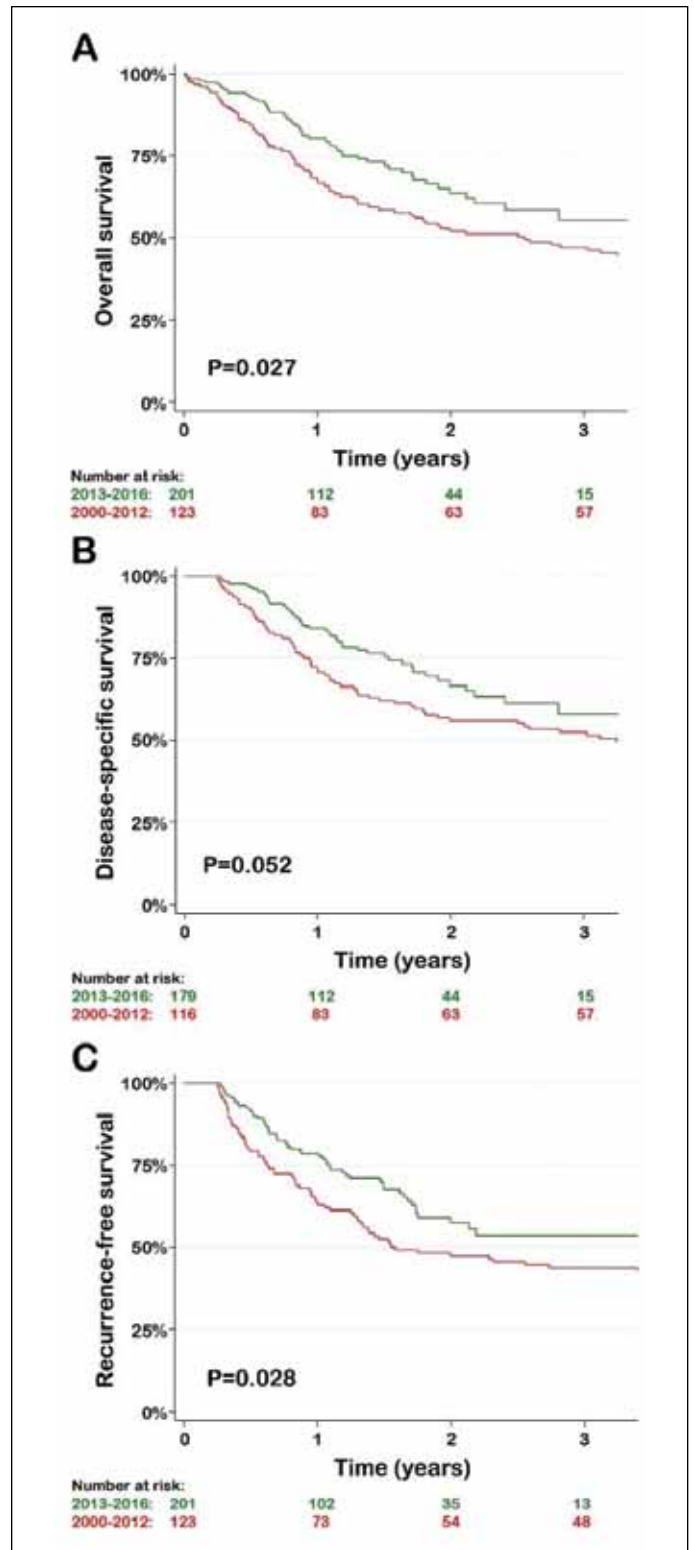 A
100%
75%
50%
25%
0%
Overall survival
P=0.027
0 1 2 3
Time (years)
Number at risk:
2013-2016: 201 112 44 15
2000-2012: 123 83 63 57
B
100%
75%
50%
25%
0%
Disease-specific survival
P=0.052
0 1 2 3
Time (years)
Number at risk:
2013-2016: 179 112 44 15
2000-2012: 116 83 63 57
C
100%
75%
50%
25%
0%
Recurrence-free survival
P=0.028
0 1 2 3
Time (years)
Number at risk:
2013-2016: 201 102 35 13
2000-2012: 123 73 54 48